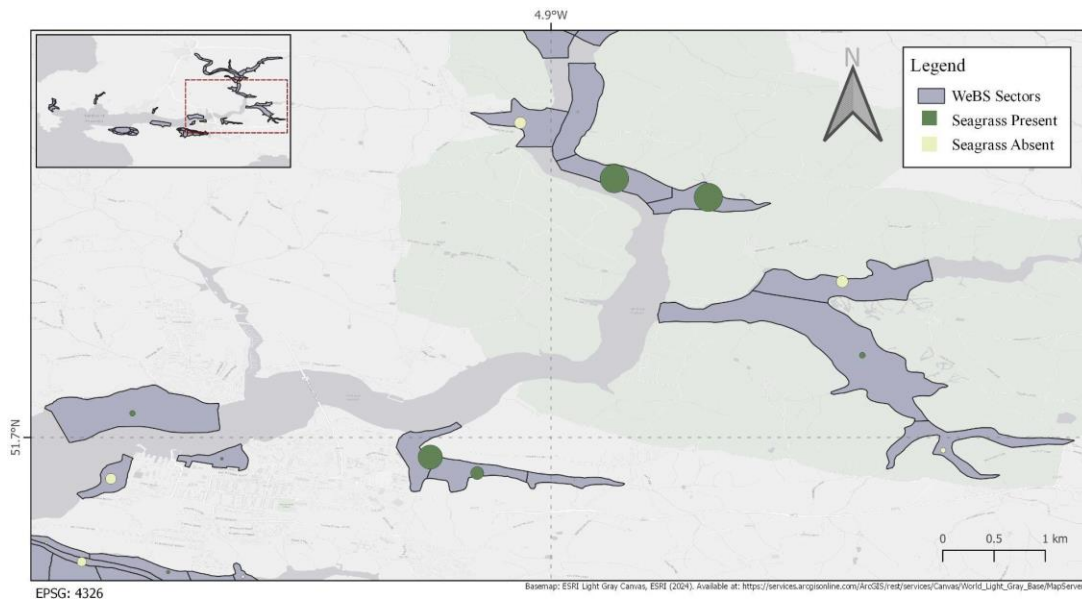 4.9°W
N
Legend
WeBS Sectors
Seagrass Present
Seagrass Absent
51.7°N
0 0.5 1 km
EPSG: 4326
Basemap: ESRI Light Gray Canvas, ESRI (2024). Available at: https://services.arcgisonline.com/ArcGIS/rest/services/Canvas/World_Light_Gray_Base/MapServer